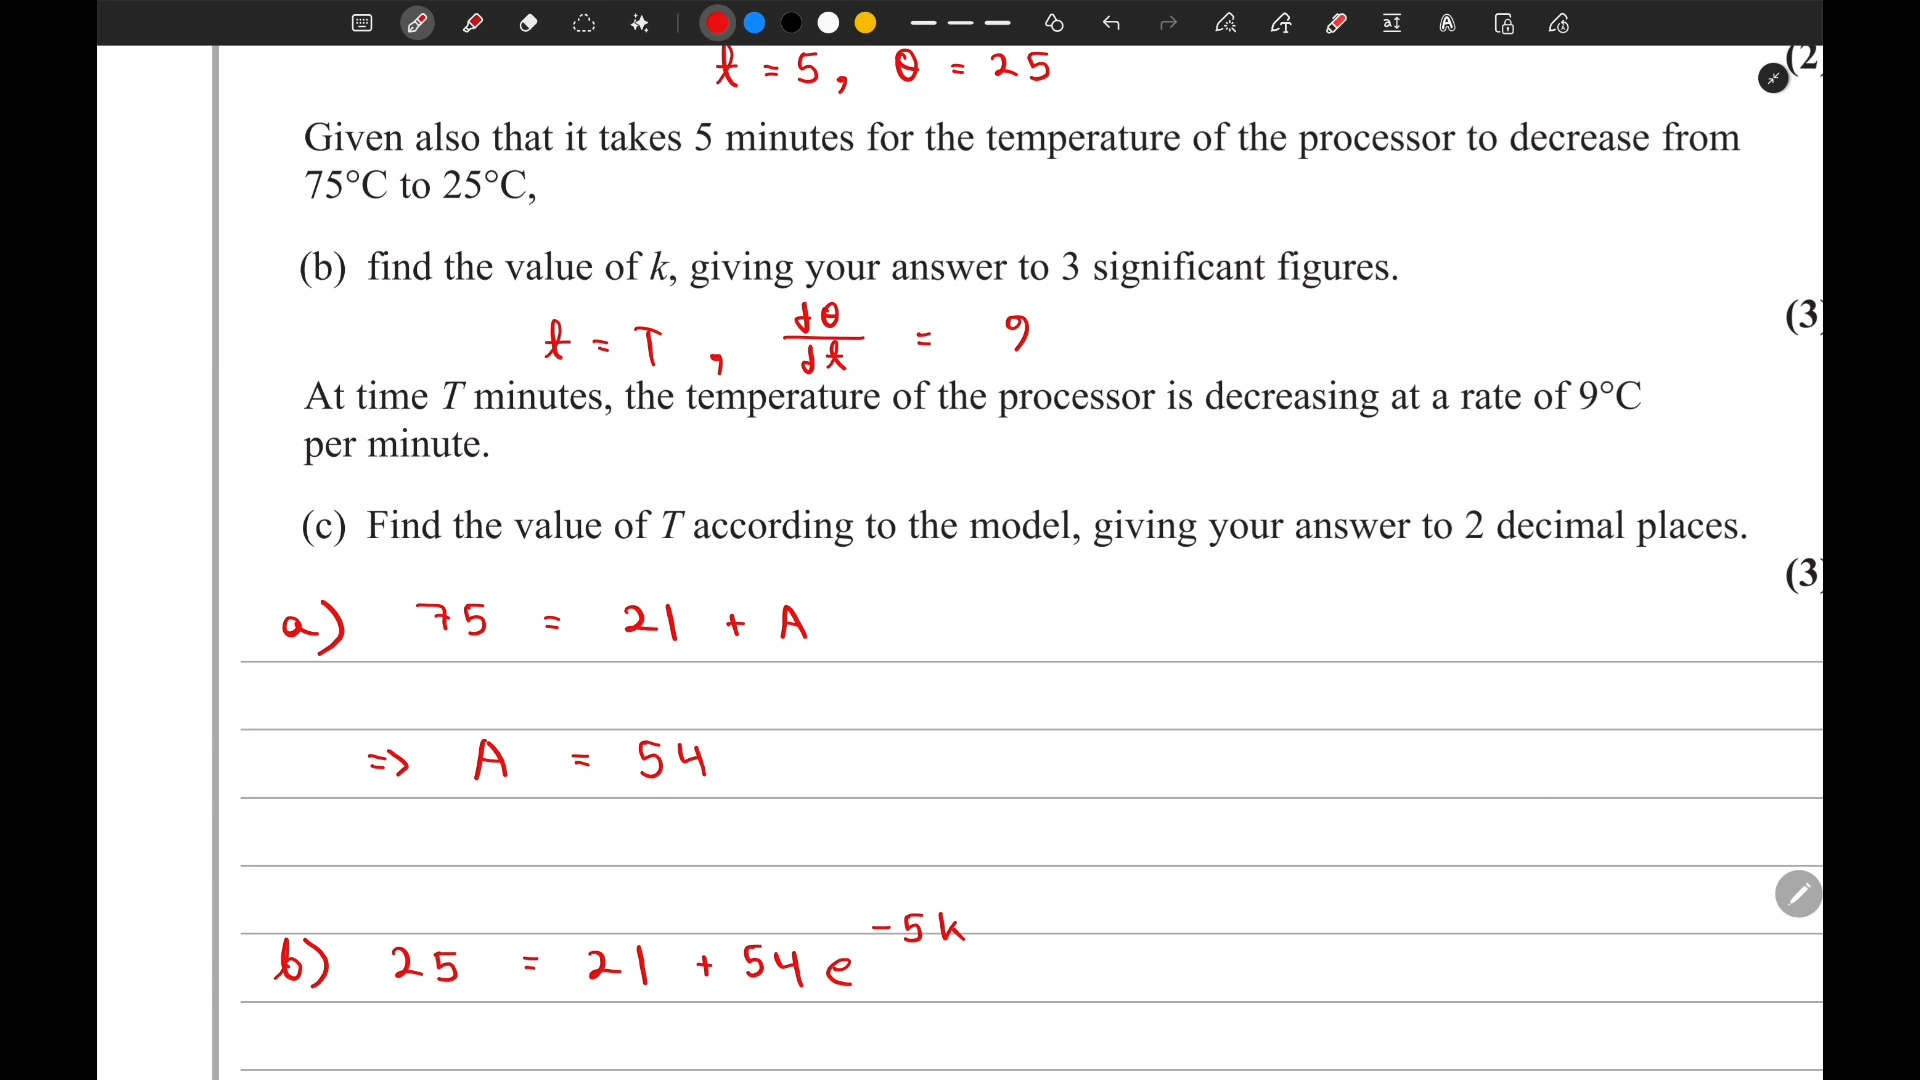 t = 5, θ = 25
(2
Given also that it takes 5 minutes for the temperature of the processor to decrease from
75°C to 25°C,
(b) find the value of k, giving your answer to 3 significant figures.
(3)
t = T, dθ/dt = 9
At time T minutes, the temperature of the processor is decreasing at a rate of 9°C
per minute.
(c) Find the value of T according to the model, giving your answer to 2 decimal places.
(3)
a) 75 = 21 + A
=> A = 54
b) 25 = 21 + 54e^-5k